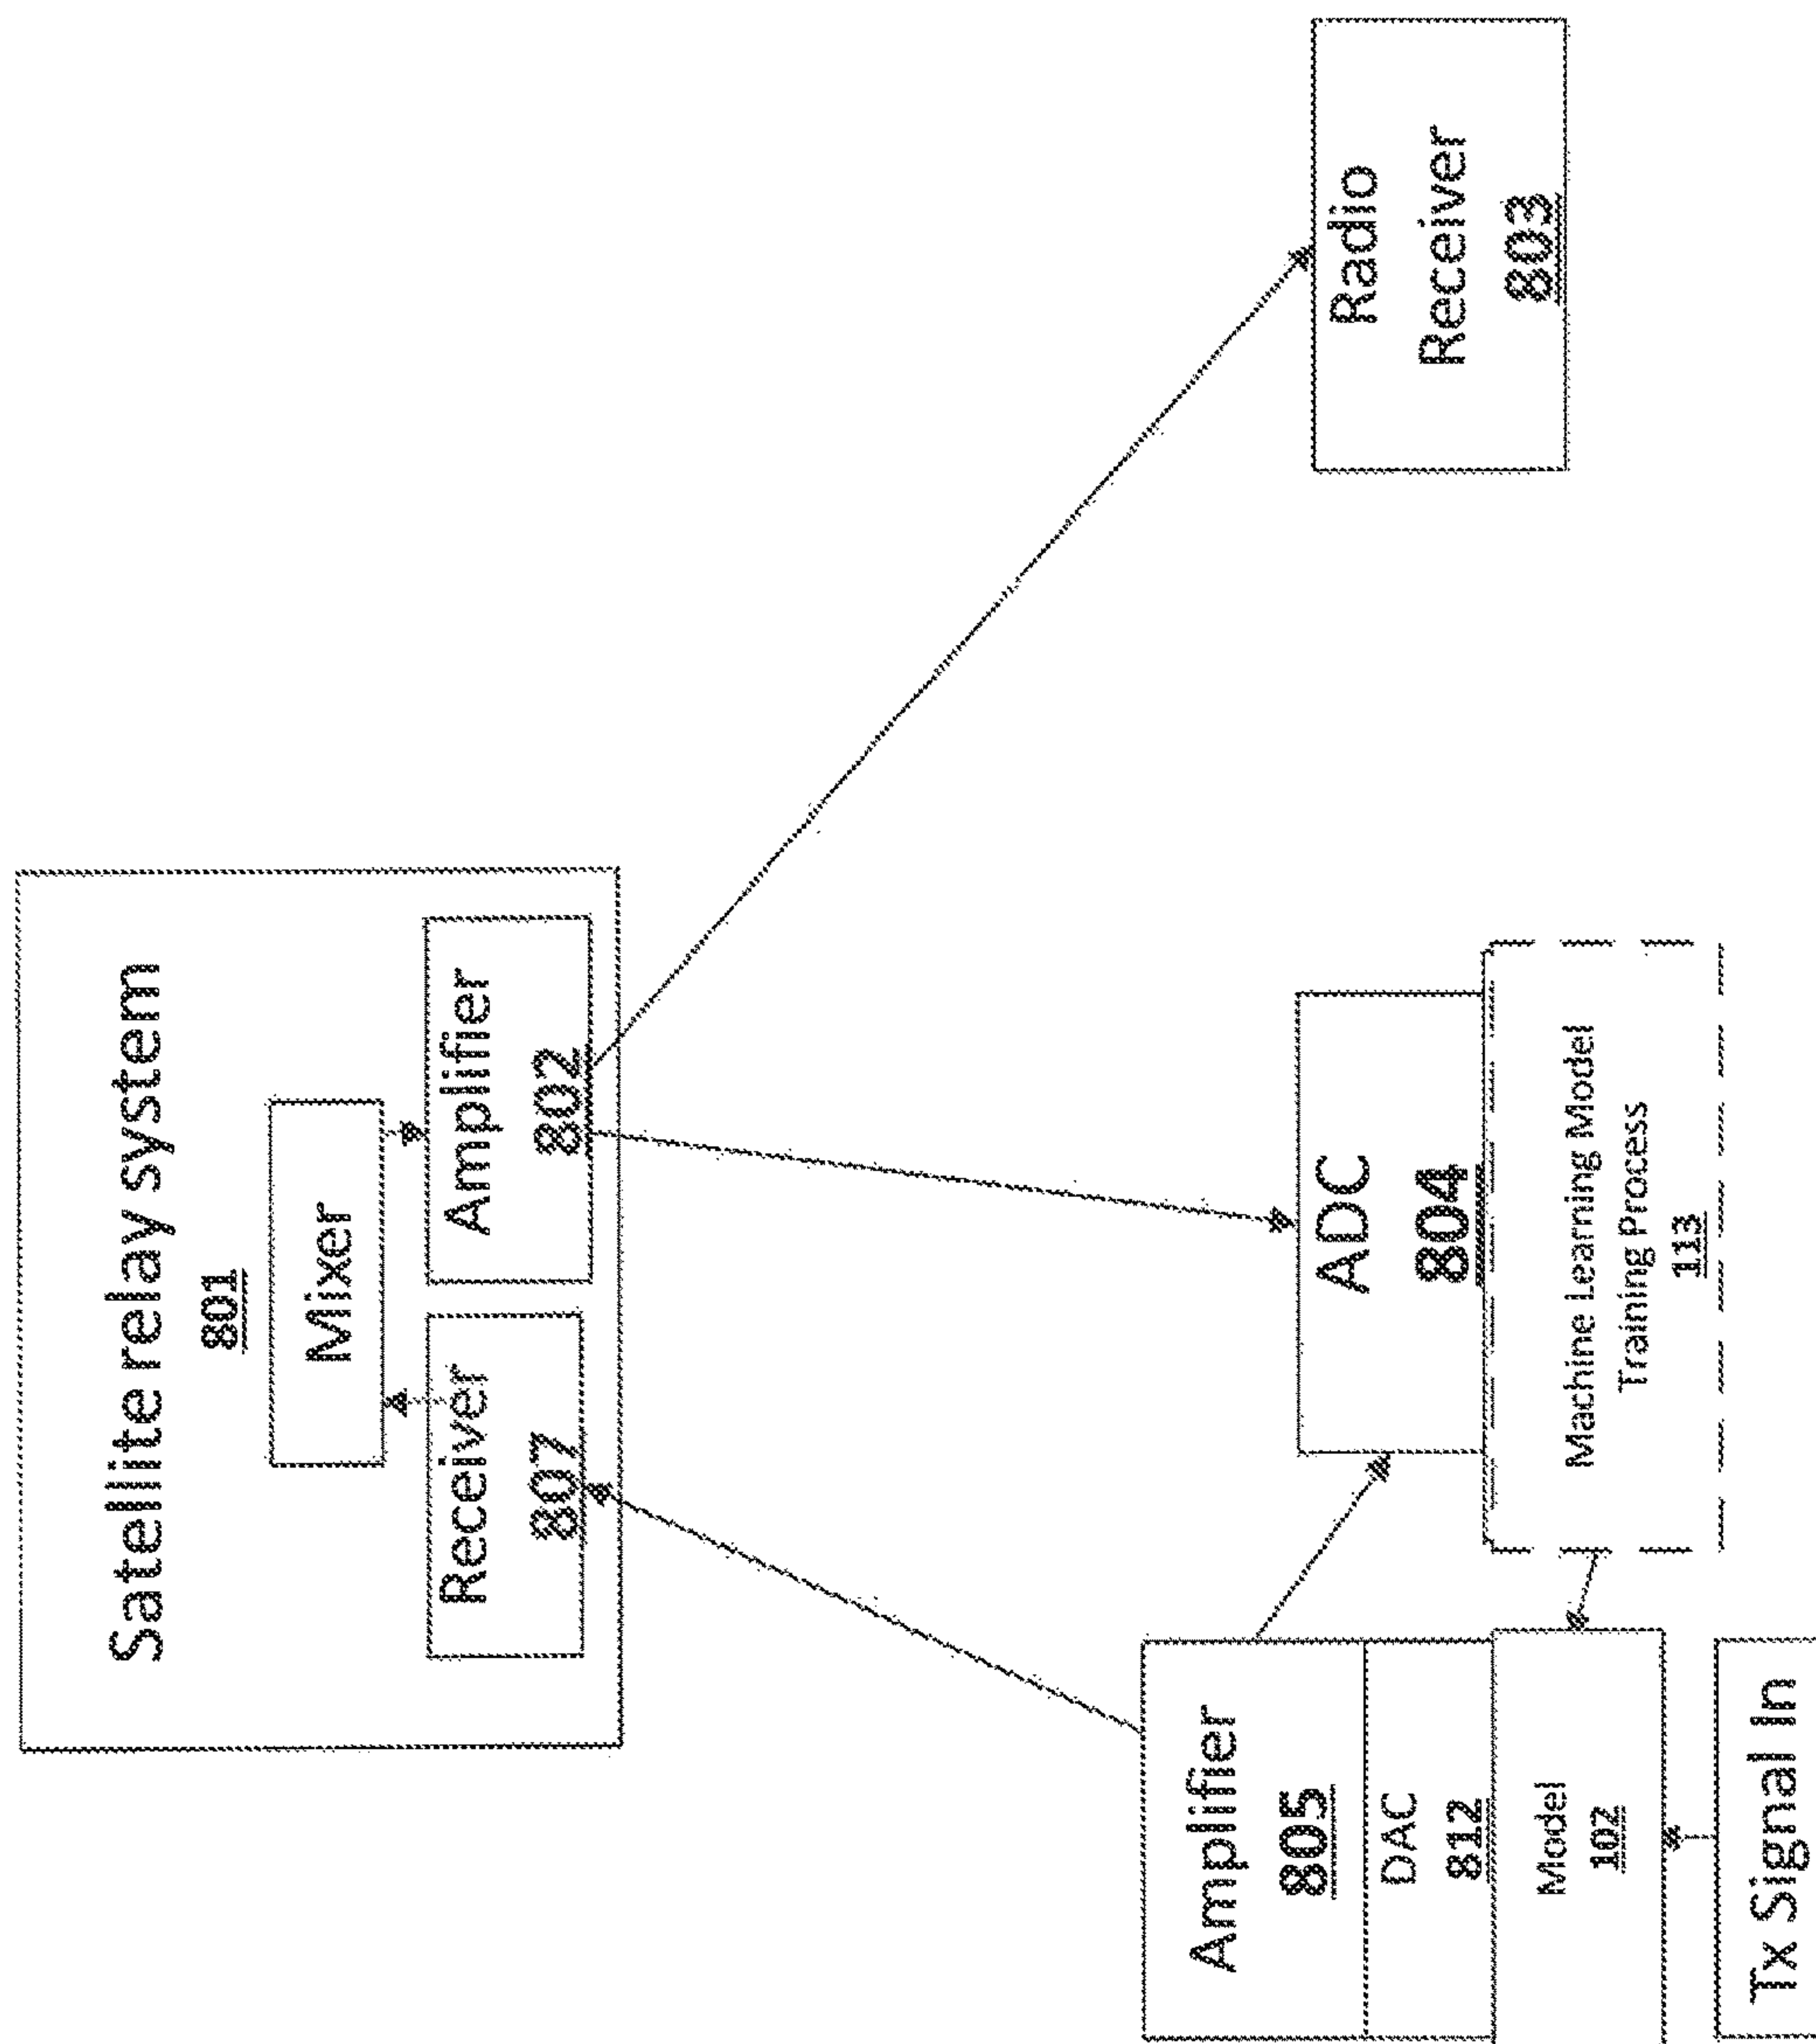 Satellite relay system
801
Mixer
Receiver
807
Amplifier
802
Amplifier
805
DAC
812
Model
102
Tx Signal In
ADC
804
Machine Learning Model
Training Process
113
Radio
Receiver
803